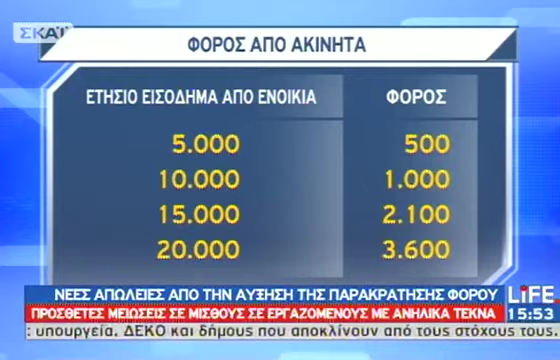 ΣΚΑΪ
ΦΟΡΟΣ ΑΠΟ ΑΚΙΝΗΤΑ
ΕΤΗΣΙΟ ΕΙΣΟΔΗΜΑ ΑΠΟ ΕΝΟΙΚΙΑ ΦΟΡΟΣ
5.000 500
10.000 1.000
15.000 2.100
20.000 3.600
ΝΕΕΣ ΑΠΩΛΕΙΕΣ ΑΠΟ ΤΗΝ ΑΥΞΗΣΗ ΤΗΣ ΠΑΡΑΚΡΑΤΗΣΗΣ ΦΟΡΟΥ LiFE
ΠΡΟΣΘΕΤΕΣ ΜΕΙΩΣΕΙΣ ΣΕ ΜΙΣΘΟΥΣ ΣΕ ΕΡΓΑΖΟΜΕΝΟΥΣ ΜΕ ΑΝΗΛΙΚΑ ΤΕΚΝΑ 15:53
: υπουργεία, ΔΕΚΟ και δήμους που αποκλίνουν από τους στόχους τους.